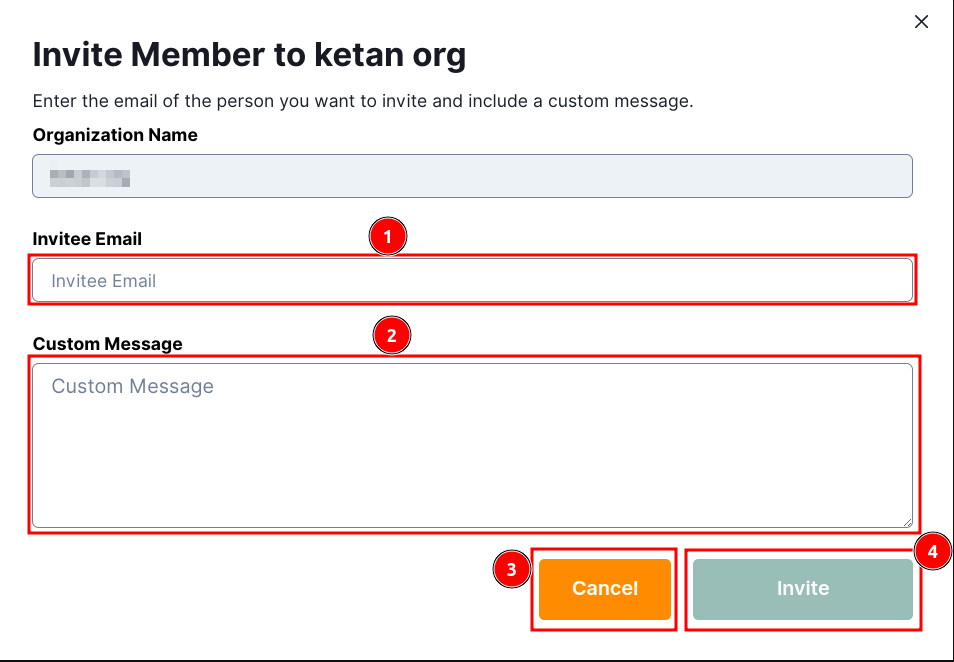 Invite Member to ketan org
Enter the email of the person you want to invite and include a custom message.
Organization Name
Invitee Email
1
Invitee Email
Custom Message
2
Custom Message
3
Cancel
Invite
4